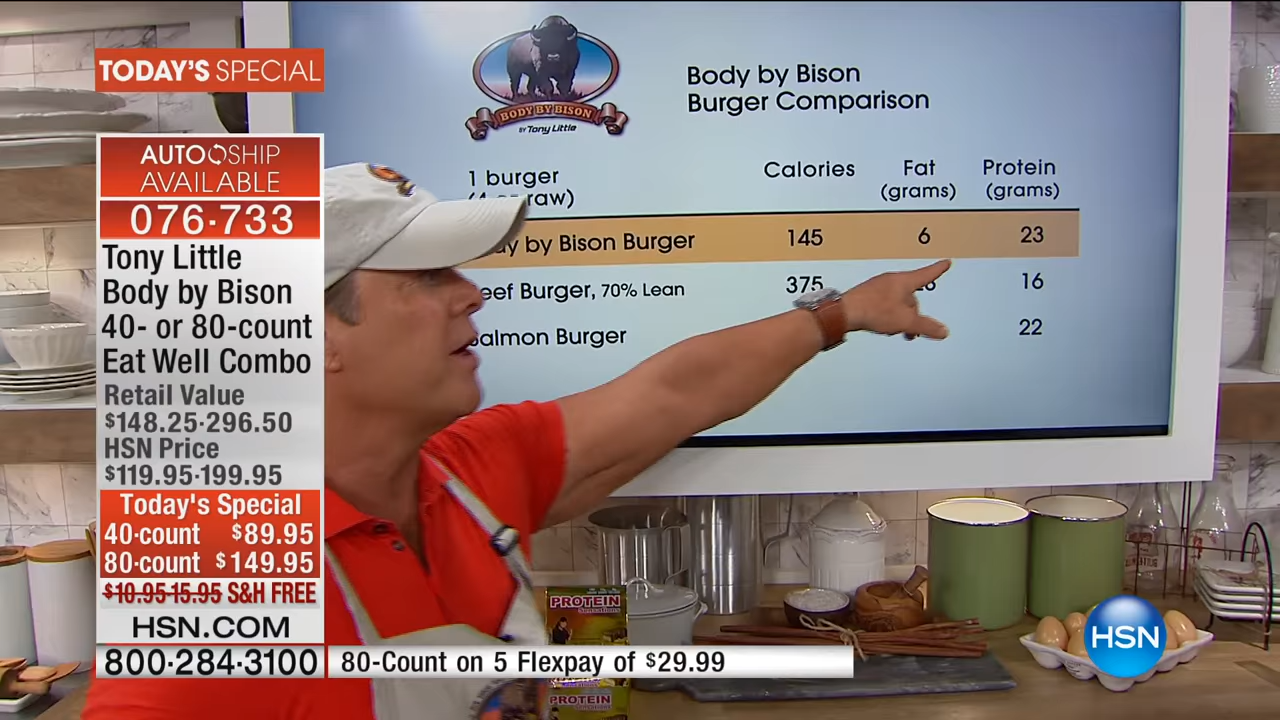 TODAY'S SPECIAL
AUTO SHIP
AVAILABLE
076·733
Tony Little
Body by Bison
40- or 80-count
Eat Well Combo
Retail Value
$148.25-296.50
HSN Price
$119.95-199.95
Today's Special
40-count $89.95
80-count $149.95
$10.95-15.95 S&H FREE
HSN.COM
800·284·3100
80-Count on 5 Flexpay of $29.99
BODY BY BISON
BY Tony Little
Body by Bison
Burger Comparison
1 burger
raw)
Calories
Fat
(grams)
Protein
(grams)
by Bison Burger 145 6 23
Burger, 70% Lean 375 16
Burger 22
PROTEIN
PROTEIN
HSN